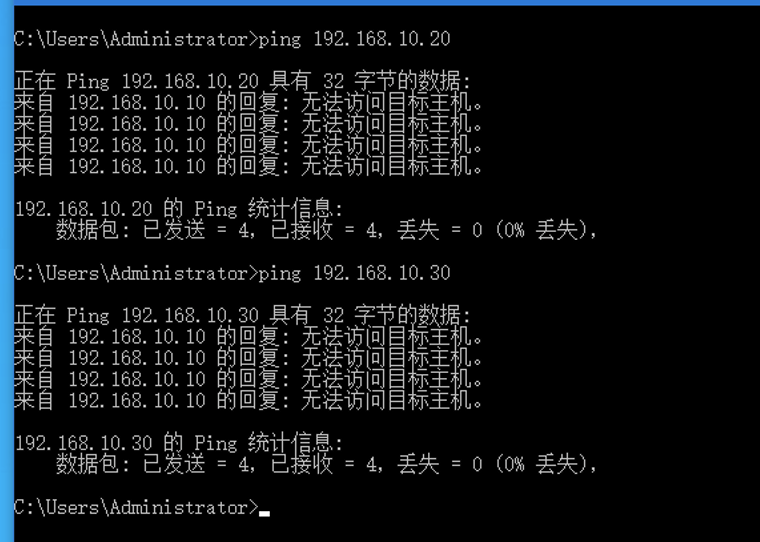 C:\Users\Administrator>ping 192.168.10.20
正在 Ping 192.168.10.20 具有 32 字节的数据:
来自 192.168.10.10 的回复: 无法访问目标主机。
来自 192.168.10.10 的回复: 无法访问目标主机。
来自 192.168.10.10 的回复: 无法访问目标主机。
来自 192.168.10.10 的回复: 无法访问目标主机。
192.168.10.20 的 Ping 统计信息:
数据包: 已发送 = 4, 已接收 = 4, 丢失 = 0 (0% 丢失),
C:\Users\Administrator>ping 192.168.10.30
正在 Ping 192.168.10.30 具有 32 字节的数据:
来自 192.168.10.10 的回复: 无法访问目标主机。
来自 192.168.10.10 的回复: 无法访问目标主机。
来自 192.168.10.10 的回复: 无法访问目标主机。
来自 192.168.10.10 的回复: 无法访问目标主机。
192.168.10.30 的 Ping 统计信息:
数据包: 已发送 = 4, 已接收 = 4, 丢失 = 0 (0% 丢失),
C:\Users\Administrator>